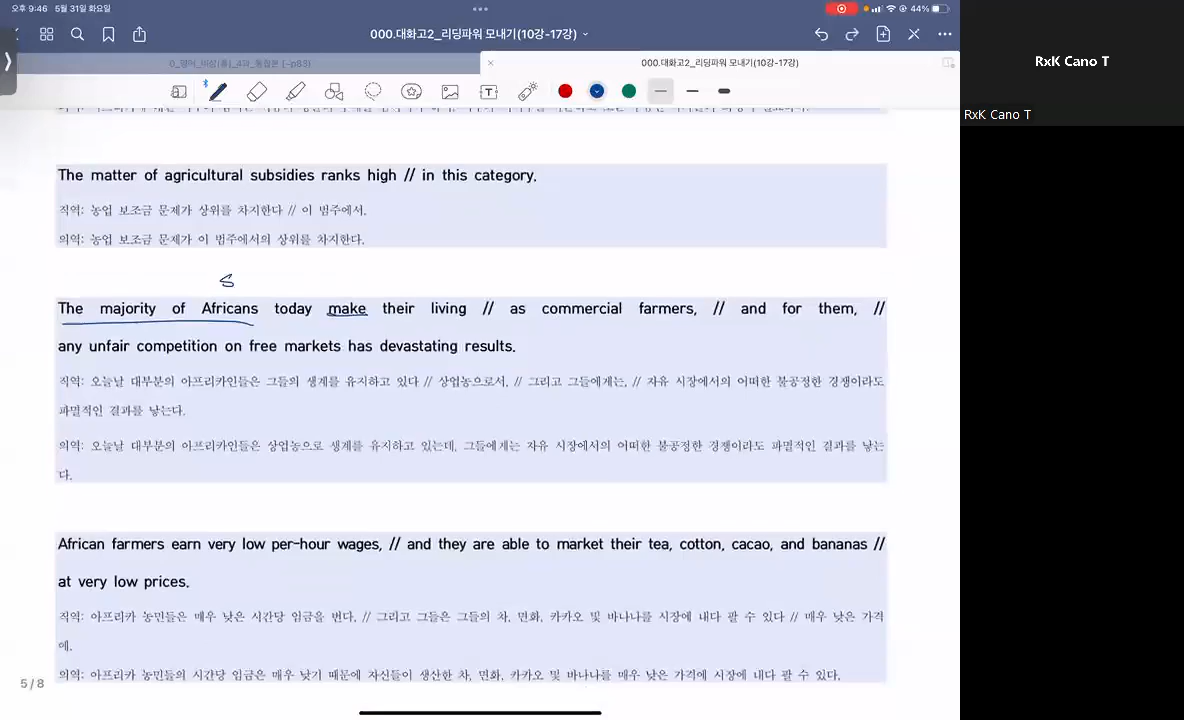 오후 9:46 5월 31일 화요일
44%
000.대화고2_리딩파워 모내기(10강-17강)
000.대화고2_리딩파워 모내기(10강-17강)
RxK Cano T
RxK Cano T
The matter of agricultural subsidies ranks high // in this category.
직역: 농업 보조금 문제가 상위를 차지한다 // 이 범주에서.
의역: 농업 보조금 문제가 이 범주에서의 상위를 차지한다.
S
The majority of Africans today make their living // as commercial farmers, // and for them, //
any unfair competition on free markets has devastating results.
직역: 오늘날 대부분의 아프리카인들은 그들의 생계를 유지하고 있다 // 상업농으로서, // 그리고 그들에게는, // 자유 시장에서의 어떠한 불공정한 경쟁이라도
파멸적인 결과를 낳는다.
의역: 오늘날 대부분의 아프리카인들은 상업농으로 생계를 유지하고 있는데, 그들에게는 자유 시장에서의 어떠한 불공정한 경쟁이라도 파멸적인 결과를 낳는
다.
African farmers earn very low per-hour wages, // and they are able to market their tea, cotton, cacao, and bananas //
at very low prices.
직역: 아프리카 농민들은 매우 낮은 시간당 임금을 번다, // 그리고 그들은 그들의 차, 면화, 카카오 및 바나나를 시장에 내다 팔 수 있다 // 매우 낮은 가격
에.
의역: 아프리카 농민들의 시간당 임금은 매우 낮기 때문에 자신들이 생산한 차, 면화, 카카오 및 바나나를 매우 낮은 가격에 시장에 내다 팔 수 있다.
5 / 8